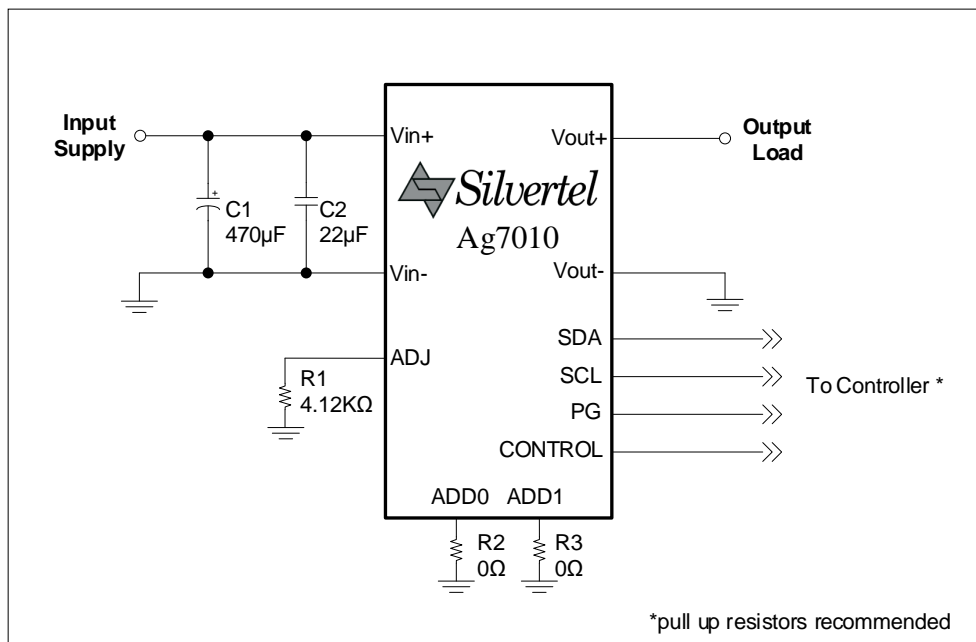 Input
Supply
Vin+
Vout+
Output
Load
+
C1
470µF
C2
22µF
Silvertel
Ag7010
Vin-
Vout-
ADJ
R1
4.12KΩ
SDA
SCL
PG
CONTROL
To Controller *
ADD0 ADD1
R2
0Ω
R3
0Ω
*pull up resistors recommended